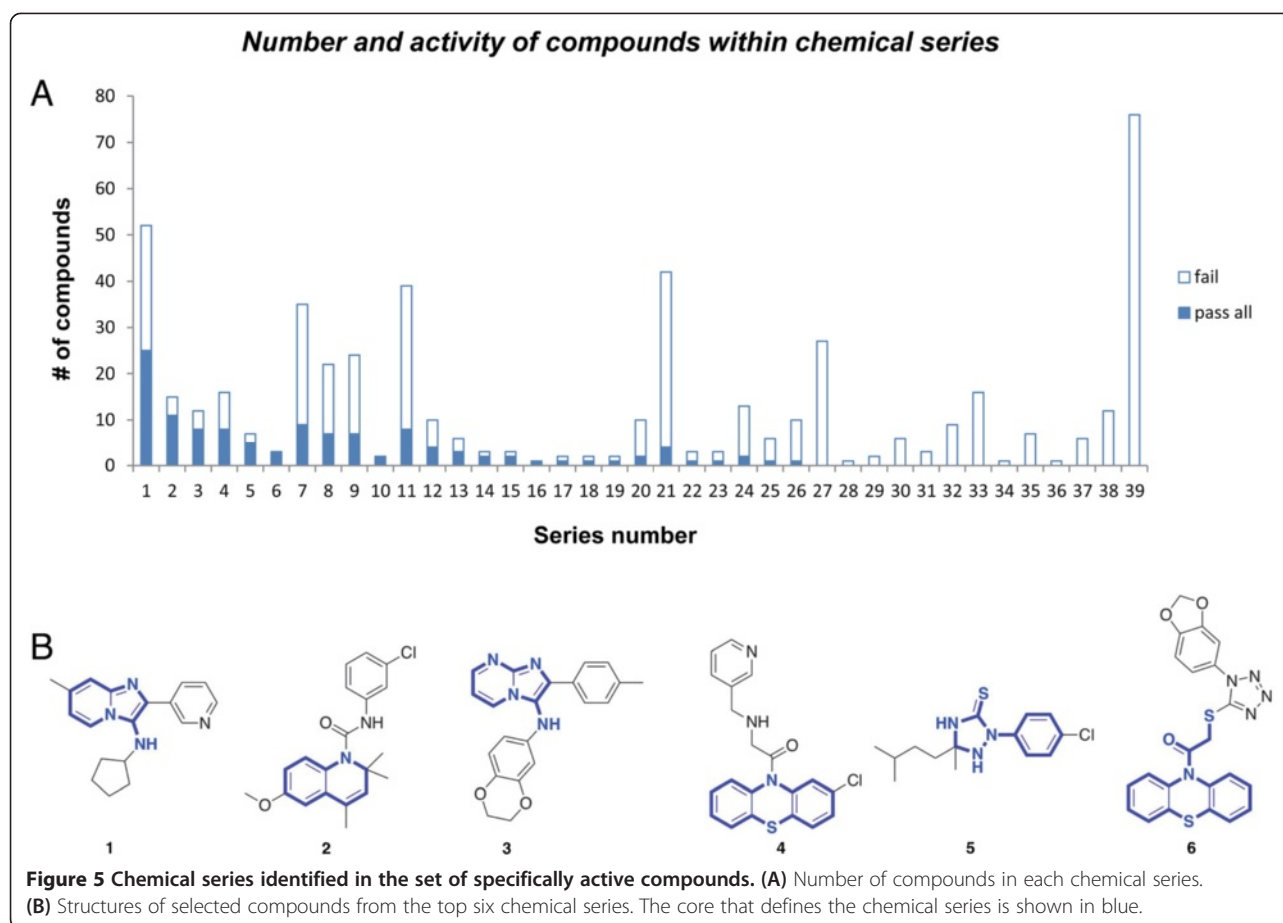 Number and activity of compounds within chemical series
A
80
70
60
50
40
30
20
10
0
# of compounds
1 2 3 4 5 6 7 8 9 10 11 12 13 14 15 16 17 18 19 20 21 22 23 24 25 26 27 28 29 30 31 32 33 34 35 36 37 38 39
Series number
fail
pass all
B
N
N
N
NH
1
Cl
NH
O
N
O
2
N
N
N
NH
O
O
3
N
NH
O
N
Cl
S
4
S
HN
N
N
H
Cl
5
O
O
N
N
N
N
S
O
N
S
6
Figure 5 Chemical series identified in the set of specifically active compounds. (A) Number of compounds in each chemical series.
(B) Structures of selected compounds from the top six chemical series. The core that defines the chemical series is shown in blue.